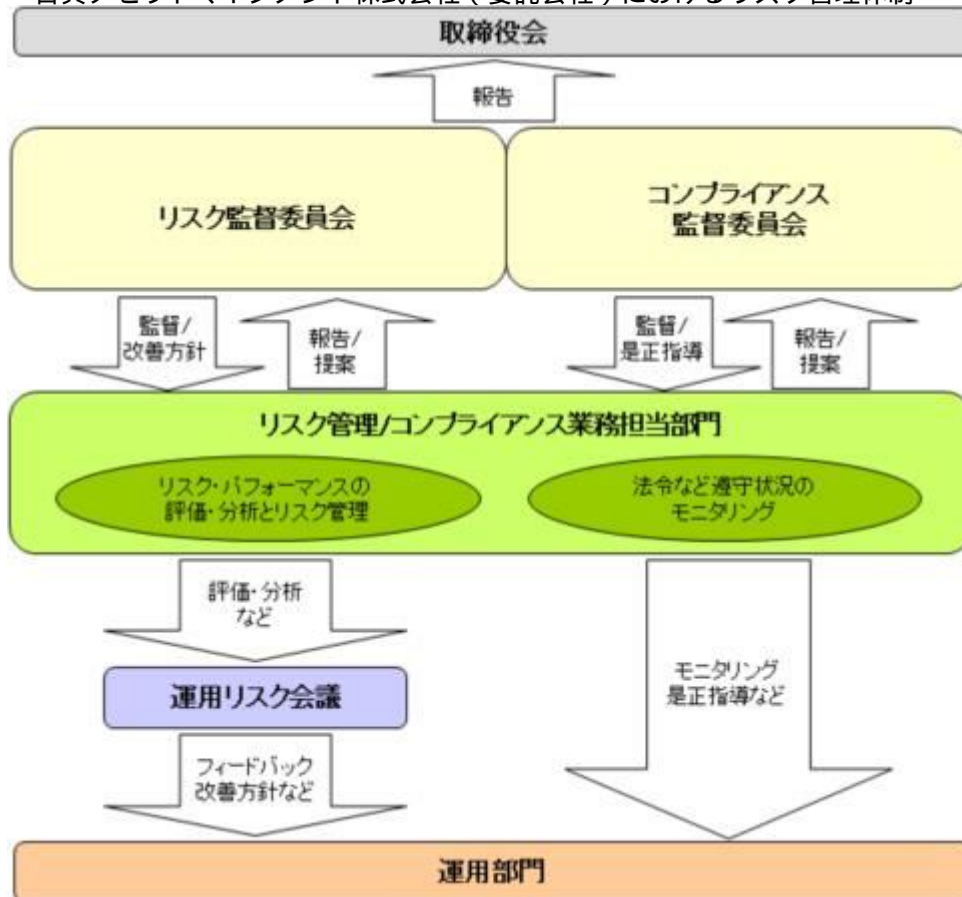 取締役会
報告
リスク監督委員会
コンプライアンス
監督委員会
監督/
改善方針
報告/
提案
監督/
是正指導
報告/
提案
リスク管理/コンプライアンス業務担当部門
リスク・パフォーマンスの
評価・分析とリスク管理
法令など遵守状況の
モニタリング
評価・分析
など
運用リスク会議
モニタリング
是正指導など
フィードバック
改善方針など
運用部門